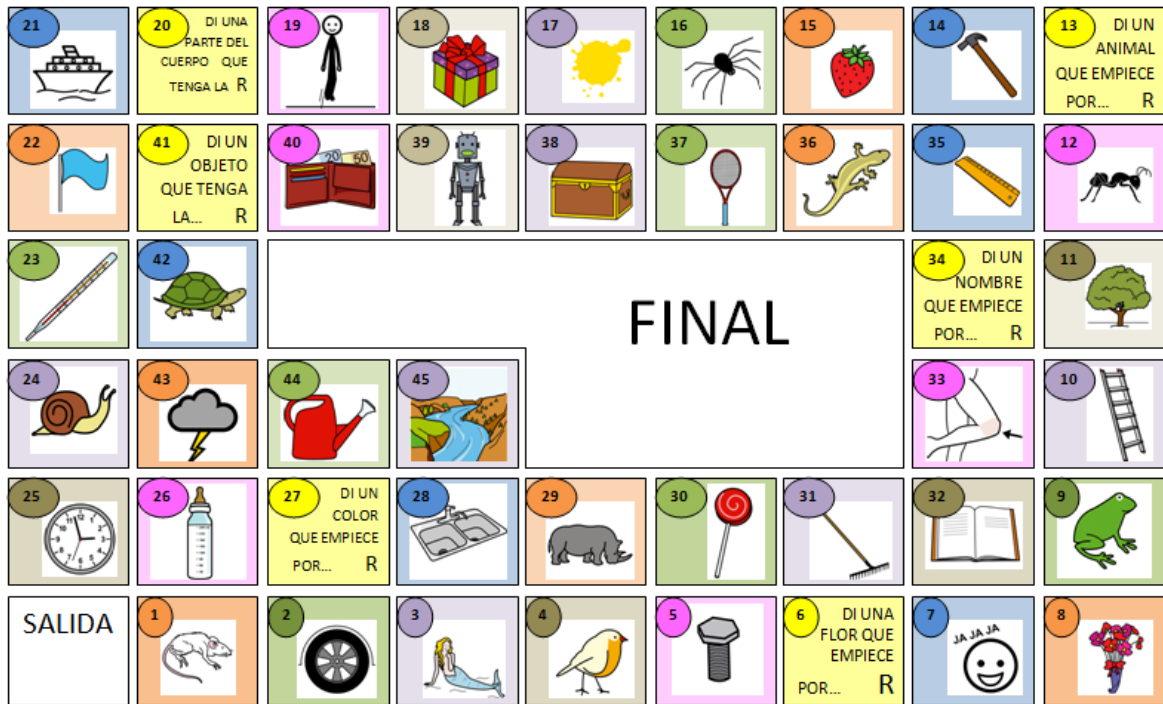 21
20
DI UNA
PARTE DEL
CUERPO QUE
TENGA LA R
19
18
17
16
15
14
13
DI UN
ANIMAL
QUE EMPIECE
POR... R
22
41
DI UN
OBJETO
QUE TENGA
LA... R
40
20 50
39
38
37
36
35
12
23
42
FINAL
34
DI UN
NOMBRE
QUE EMPIECE
POR... R
11
24
43
44
45
33
10
25
26
27
DI UN
COLOR
QUE EMPIECE
POR... R
28
29
30
31
32
9
SALIDA
1
2
3
4
5
6
DI UNA
FLOR QUE
EMPIECE
POR... R
7
JA JA JA
8